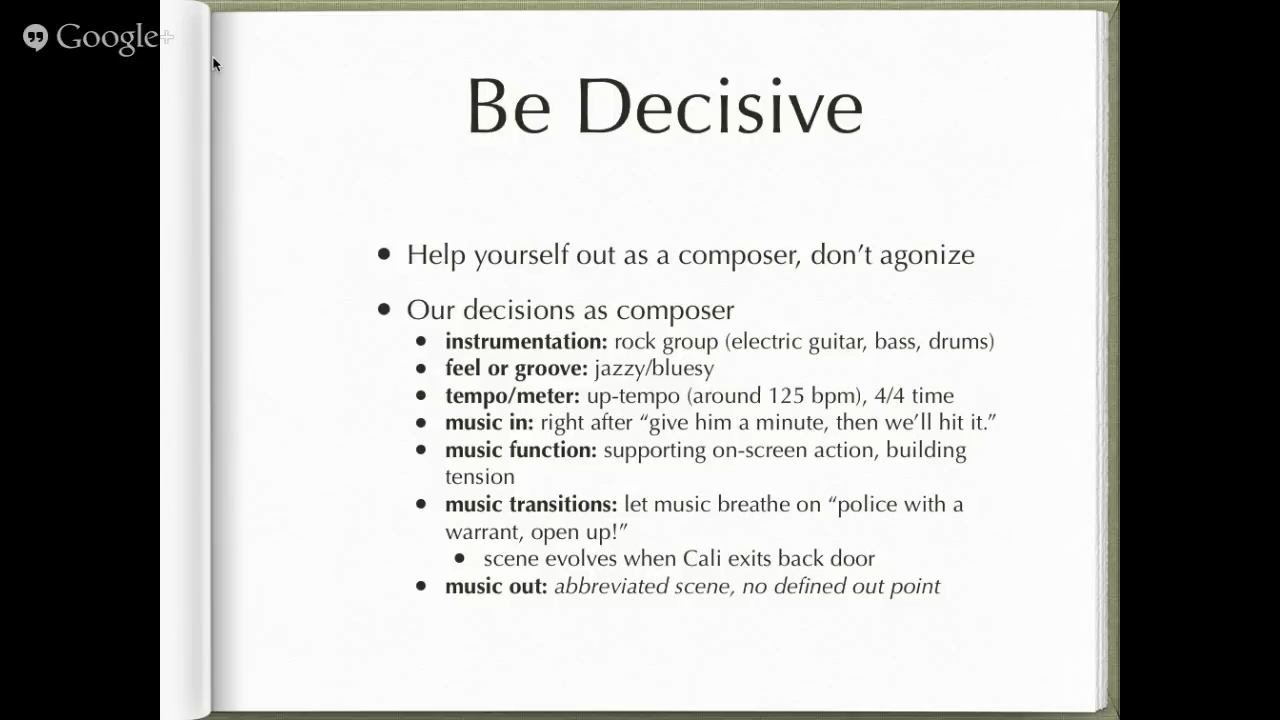 Google+
Be Decisive
• Help yourself out as a composer, don’t agonize
• Our decisions as composer
• instrumentation: rock group (electric guitar, bass, drums)
• feel or groove: jazzy/bluesy
• tempo/meter: up-tempo (around 125 bpm), 4/4 time
• music in: right after “give him a minute, then we’ll hit it.”
• music function: supporting on-screen action, building
tension
• music transitions: let music breathe on “police with a
warrant, open up!”
• scene evolves when Cali exits back door
• music out: abbreviated scene, no defined out point